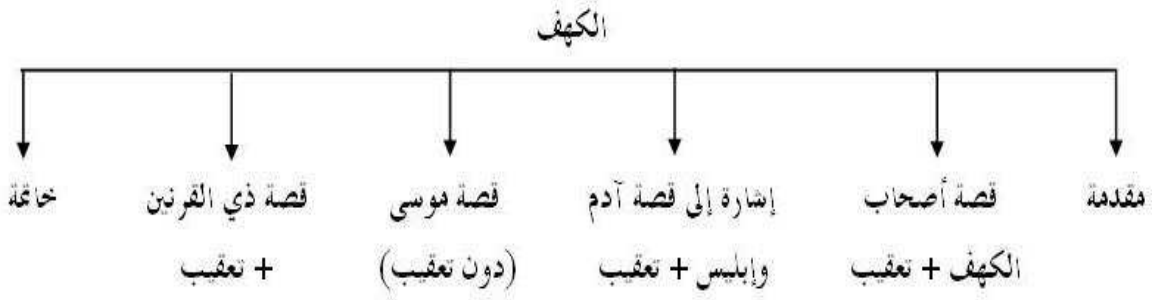 الكهف
مقدمة
قصة أصحاب
الكهف + تعقيب
إشارة إلى قصة آدم
وإبليس + تعقيب
قصة موسى
(دون تعقيب)
قصة ذي القرنين
+ تعقيب
خاتمة